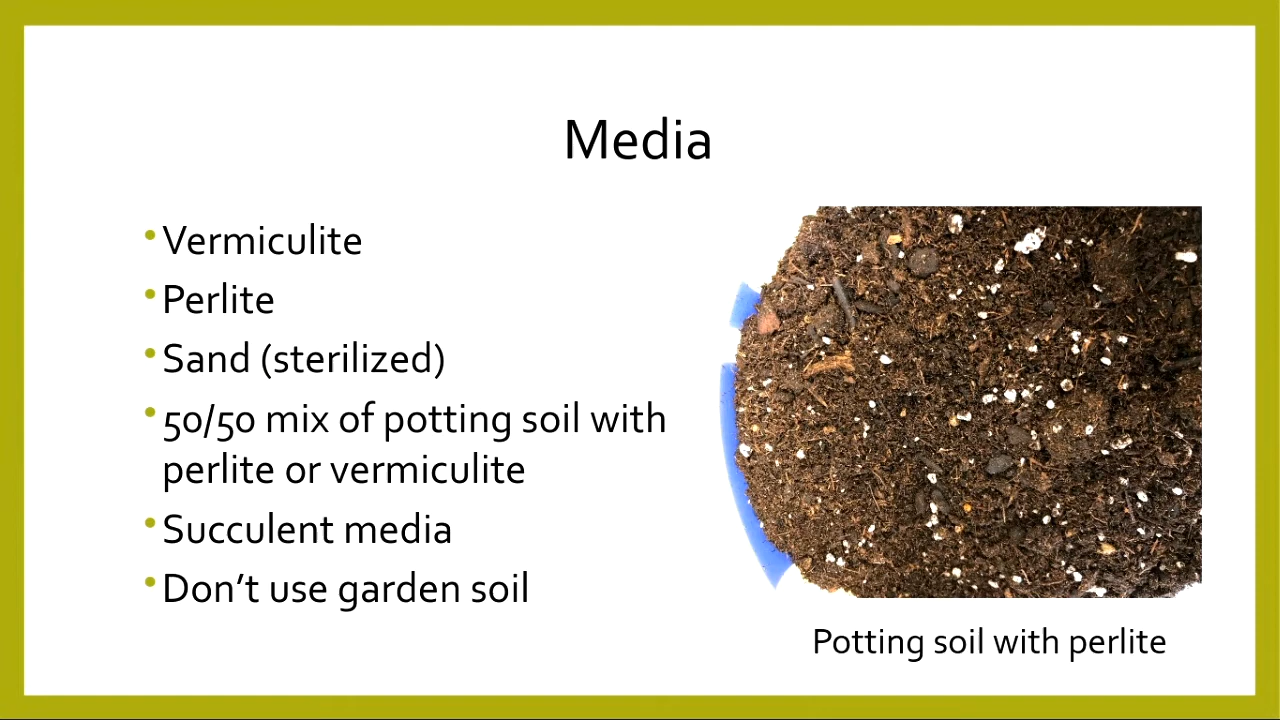 Media
•Vermiculite
•Perlite
•Sand (sterilized)
•50/50 mix of potting soil with
perlite or vermiculite
•Succulent media
•Don’t use garden soil
Potting soil with perlite